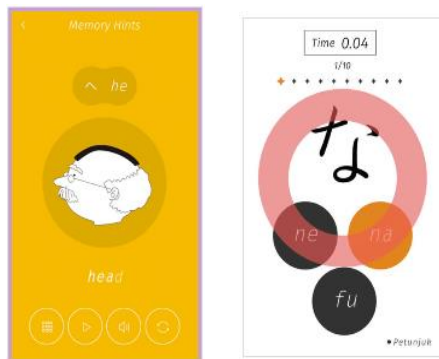 Memory Hints
へ he
head
Time 0.04
1/10
な
ne
na
fu
Petunjuk